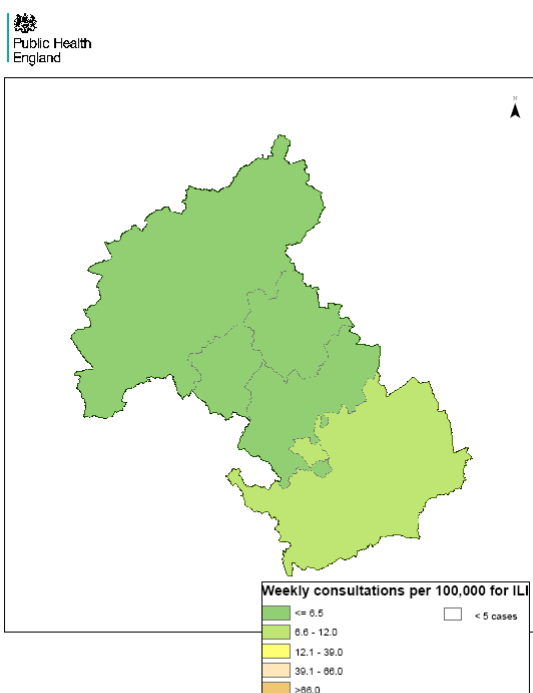 Public Health
England
N
Weekly consultations per 100,000 for ILI
<= 6.5
< 5 cases
6.6 - 12.0
12.1 - 39.0
39.1 - 66.0
>66.0